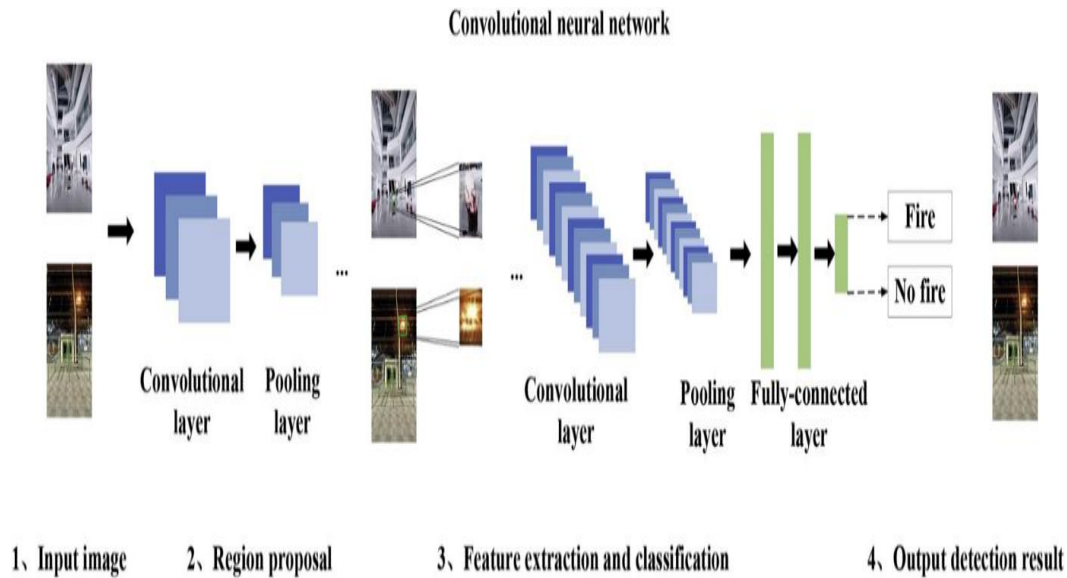 Convolutional neural network
...
...
Fire
No fire
Convolutional
layer
Pooling
layer
Convolutional
layer
Pooling
layer
Fully-connected
layer
1、Input image
2、Region proposal
3、Feature extraction and classification
4、Output detection result